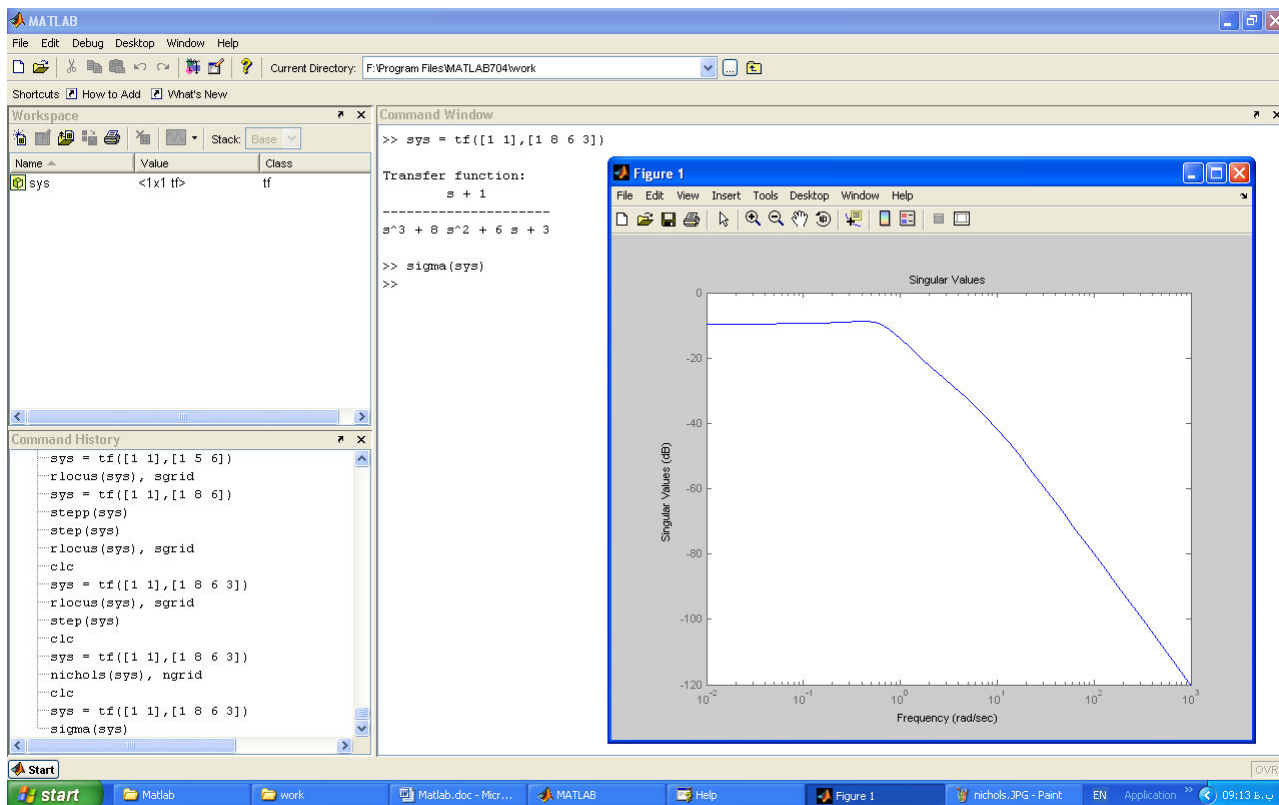 MATLAB
File Edit Debug Desktop Window Help
Current Directory: F:\Program Files\MATLAB704\work
Shortcuts How to Add What's New
Workspace
Stack: Base
Name Value Class
sys <1x1 tf> tf
Command History
sys = tf([1 1],[1 5 6])
rlocus(sys), sgrid
sys = tf([1 1],[1 8 6])
stepp(sys)
step(sys)
rlocus(sys), sgrid
clc
sys = tf([1 1],[1 8 6 3])
rlocus(sys), sgrid
step(sys)
clc
sys = tf([1 1],[1 8 6 3])
nichols(sys), ngrid
clc
sys = tf([1 1],[1 8 6 3])
sigma(sys)
Command Window
>> sys = tf([1 1],[1 8 6 3])
Transfer function:
s + 1
---------------------
s^3 + 8 s^2 + 6 s + 3
>> sigma(sys)
>>
Figure 1
File Edit View Insert Tools Desktop Window Help
Singular Values
Singular Values (dB)
0
-20
-40
-60
-80
-100
-120
10^-2 10^-1 10^0 10^1 10^2 10^3
Frequency (rad/sec)
Start
OVR
start Matlab work Matlab.doc - Micr... MATLAB Help Figure 1 nichols.JPG - Paint EN Application » 09:13 ب.ظ